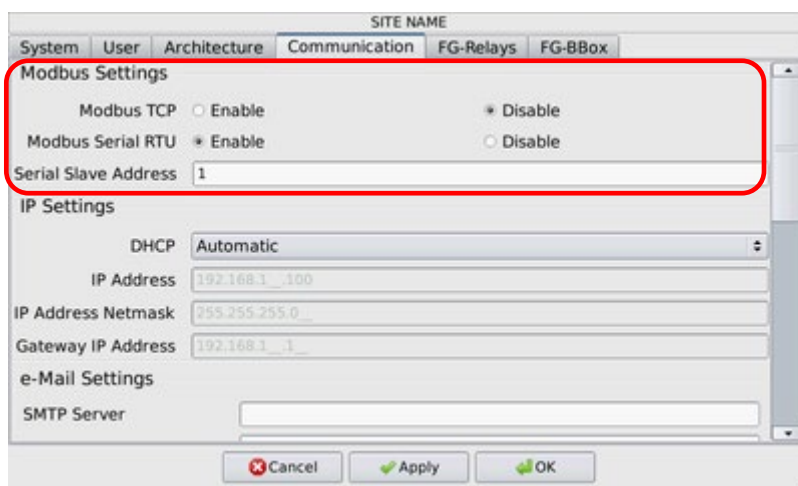 SITE NAME
System User Architecture Communication FG-Relays FG-BBox
Modbus Settings
Modbus TCP Enable Disable
Modbus Serial RTU Enable Disable
Serial Slave Address 1
IP Settings
DHCP Automatic
IP Address 192.168.1__.100
IP Address Netmask 255.255.255.0__
Gateway IP Address 192.168.1__.1__
e-Mail Settings
SMTP Server
Cancel Apply OK